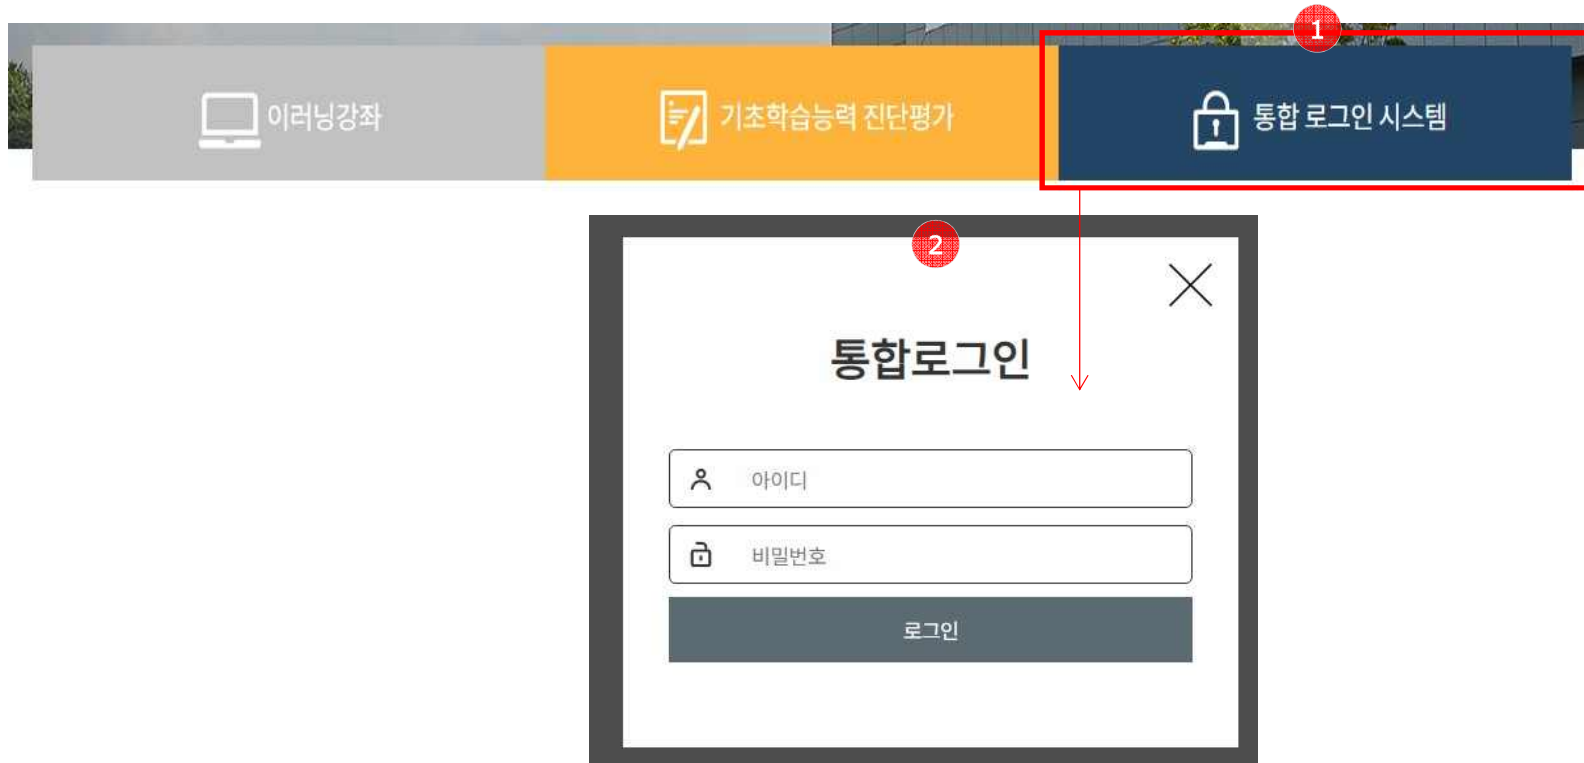 1
이러닝강좌
기초학습능력 진단평가
통합 로그인 시스템
2
통합로그인
아이디
비밀번호
로그인